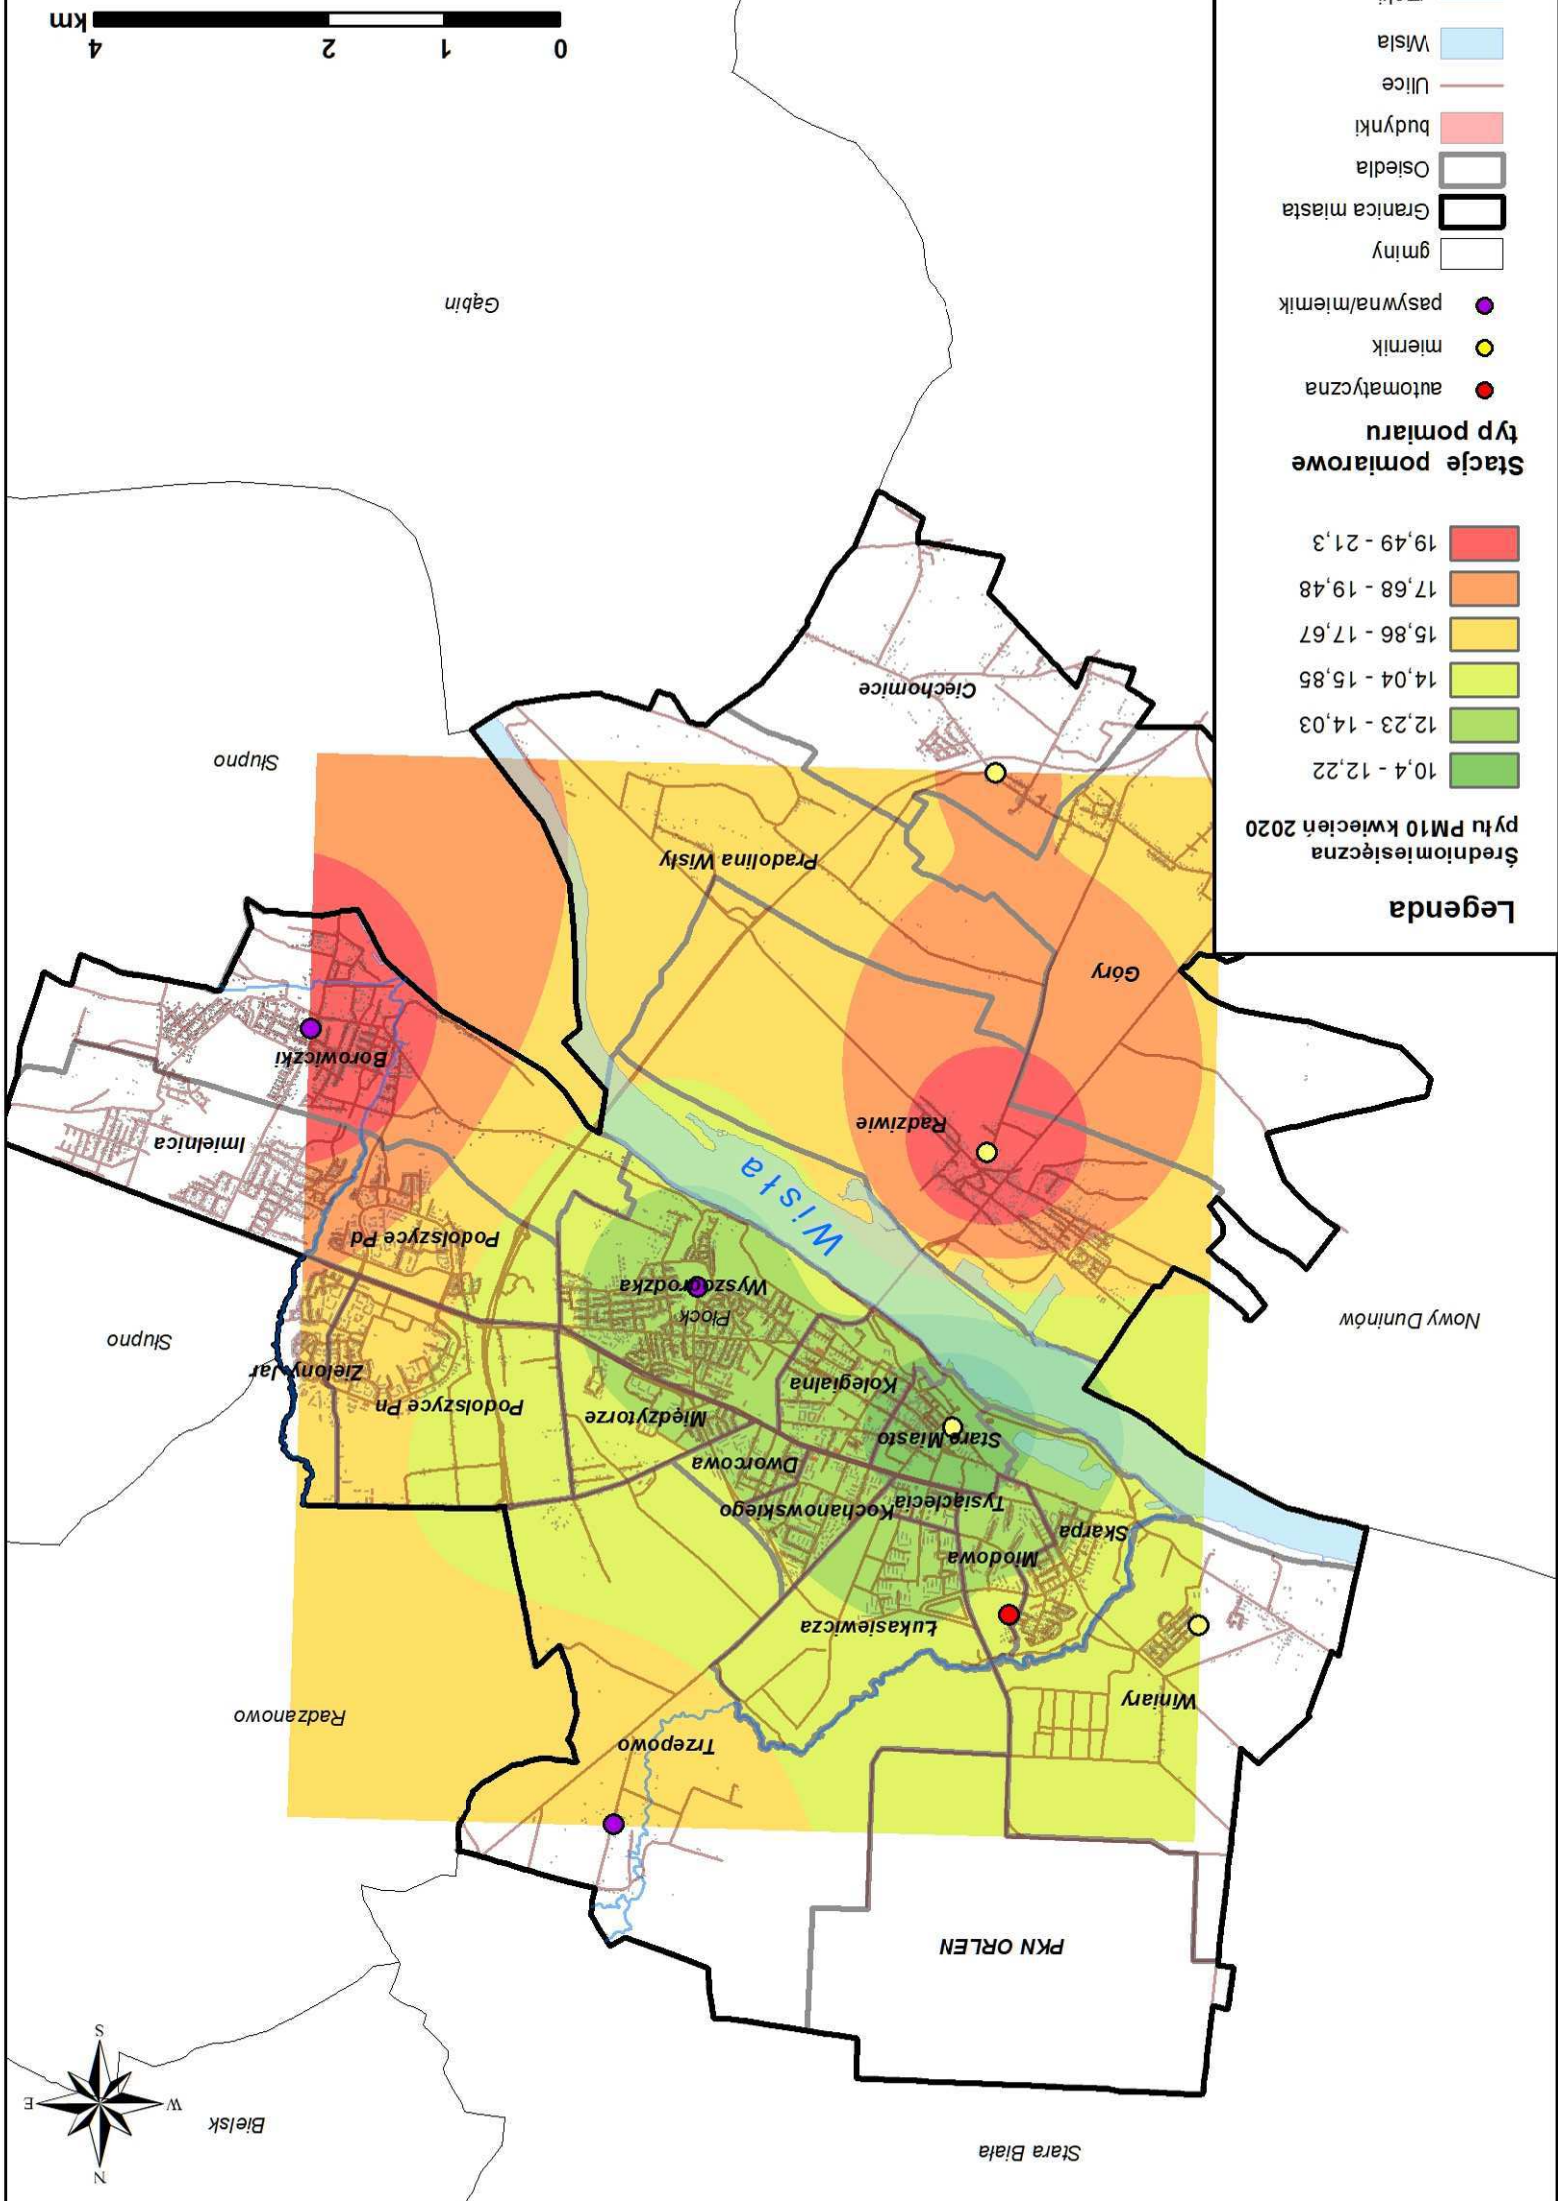 Stara Biała
Bielsk
N
W
E
S
PKN ORLEN
Trzepowo
Radzanowo
Winiary
Łukasiewicza
Miodowa
Skarpa
Kochanowskiego
Tysiąclecia
Dworcowa
Stare Miasto
Międzytorze
Podolszyce Pn
Kolegialna
Zielony Jar
Słupno
Nowy Duninów
Płock
Wyszogrodzka
Wisła
Podolszyce Pd
Imielnica
Radziwie
Borowiczki
Góry
Pradolina Wisły
Słupno
Ciechomice
Gąbin
Legenda
Średniomiesięczna
pyłu PM10 kwiecień 2020
10,4 - 12,22
12,23 - 14,03
14,04 - 15,85
15,86 - 17,67
17,68 - 19,48
19,49 - 21,3
Stacje pomiarowe
typ pomiaru
automatyczna
miernik
pasywna/miernik
gminy
Granica miasta
Osiedla
budynki
Ulice
Wisla
0 1 2 4
km